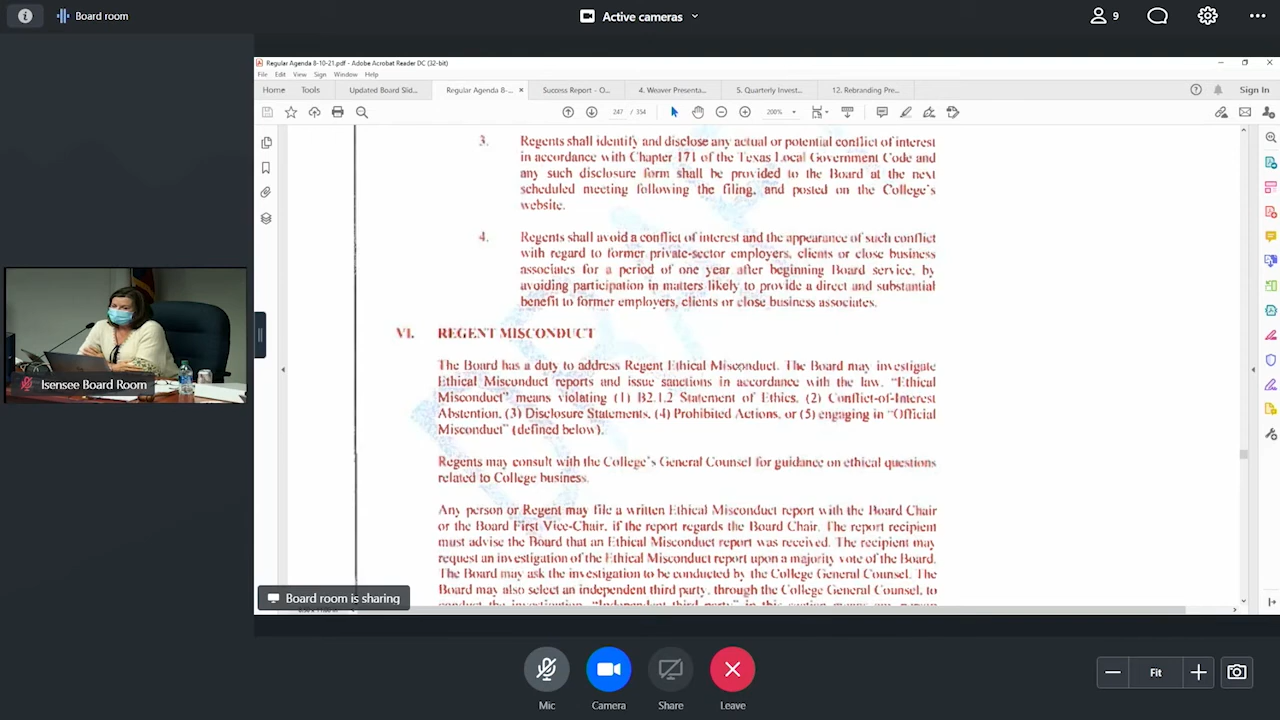 Board room
Active cameras
9
Regular Agenda 8-10-21.pdf - Adobe Acrobat Reader DC (32-bit)
File Edit View Sign Window Help
Home Tools Updated Board Slid... Regular Agenda 8-... × Success Report - O... 4. Weaver Presenta... 5. Quarterly Invest... 12. Rebranding Pre... Sign In
247 / 354 200%
3. Regents shall identify and disclose any actual or potential conflict of interest
in accordance with Chapter 171 of the Texas Local Government Code and
any such disclosure form shall be provided to the Board at the next
scheduled meeting following the filing, and posted on the College's
website.
4. Regents shall avoid a conflict of interest and the appearance of such conflict
with regard to former private-sector employers, clients or close business
associates for a period of one year after beginning Board service, by
avoiding participation in matters likely to provide a direct and substantial
benefit to former employers, clients or close business associates.
VI. REGENT MISCONDUCT
The Board has a duty to address Regent Ethical Misconduct. The Board may investigate
Ethical Misconduct reports and issue sanctions in accordance with the law. "Ethical
Misconduct" means violating (1) B2.1.2 Statement of Ethics, (2) Conflict-of-Interest
Abstention, (3) Disclosure Statements, (4) Prohibited Actions, or (5) engaging in "Official
Misconduct" (defined below).
Regents may consult with the College's General Counsel for guidance on ethical questions
related to College business.
Any person or Regent may file a written Ethical Misconduct report with the Board Chair
or the Board First Vice-Chair, if the report regards the Board Chair. The report recipient
must advise the Board that an Ethical Misconduct report was received. The recipient may
request an investigation of the Ethical Misconduct report upon a majority vote of the Board.
The Board may ask the investigation to be conducted by the College General Counsel. The
Board may also select an independent third party, through the College General Counsel, to
conduct the investigation. "Independent third party" in this section means any person
Isensee Board Room
Board room is sharing
Mic Camera Share Leave
Fit